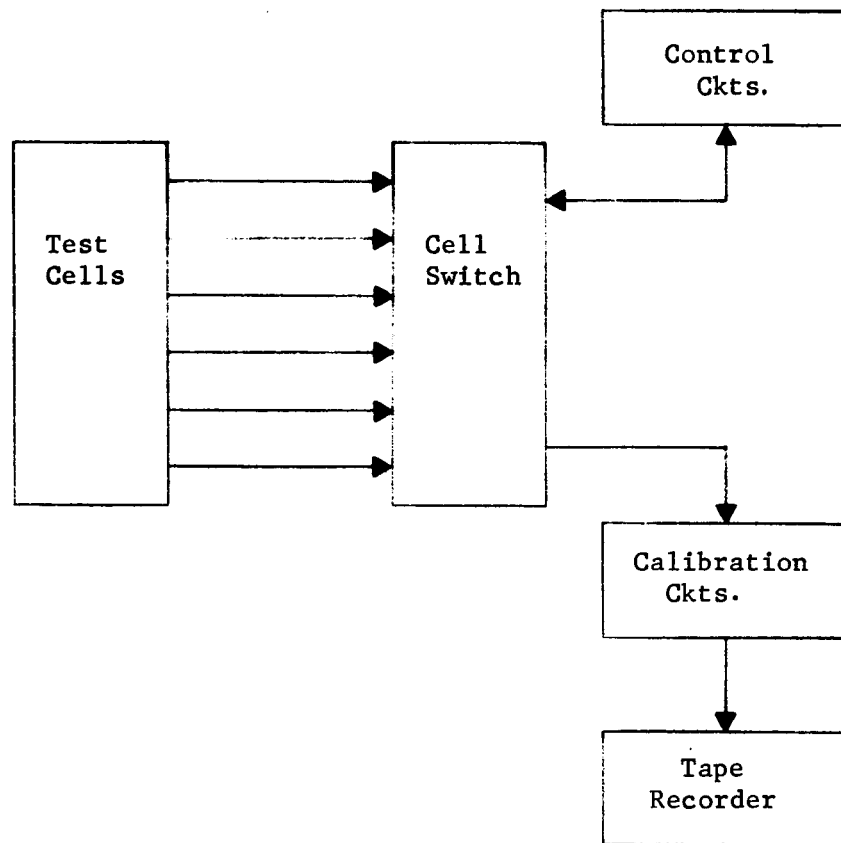 Control
Ckts.
Test
Cells
Cell
Switch
Calibration
Ckts.
Tape
Recorder